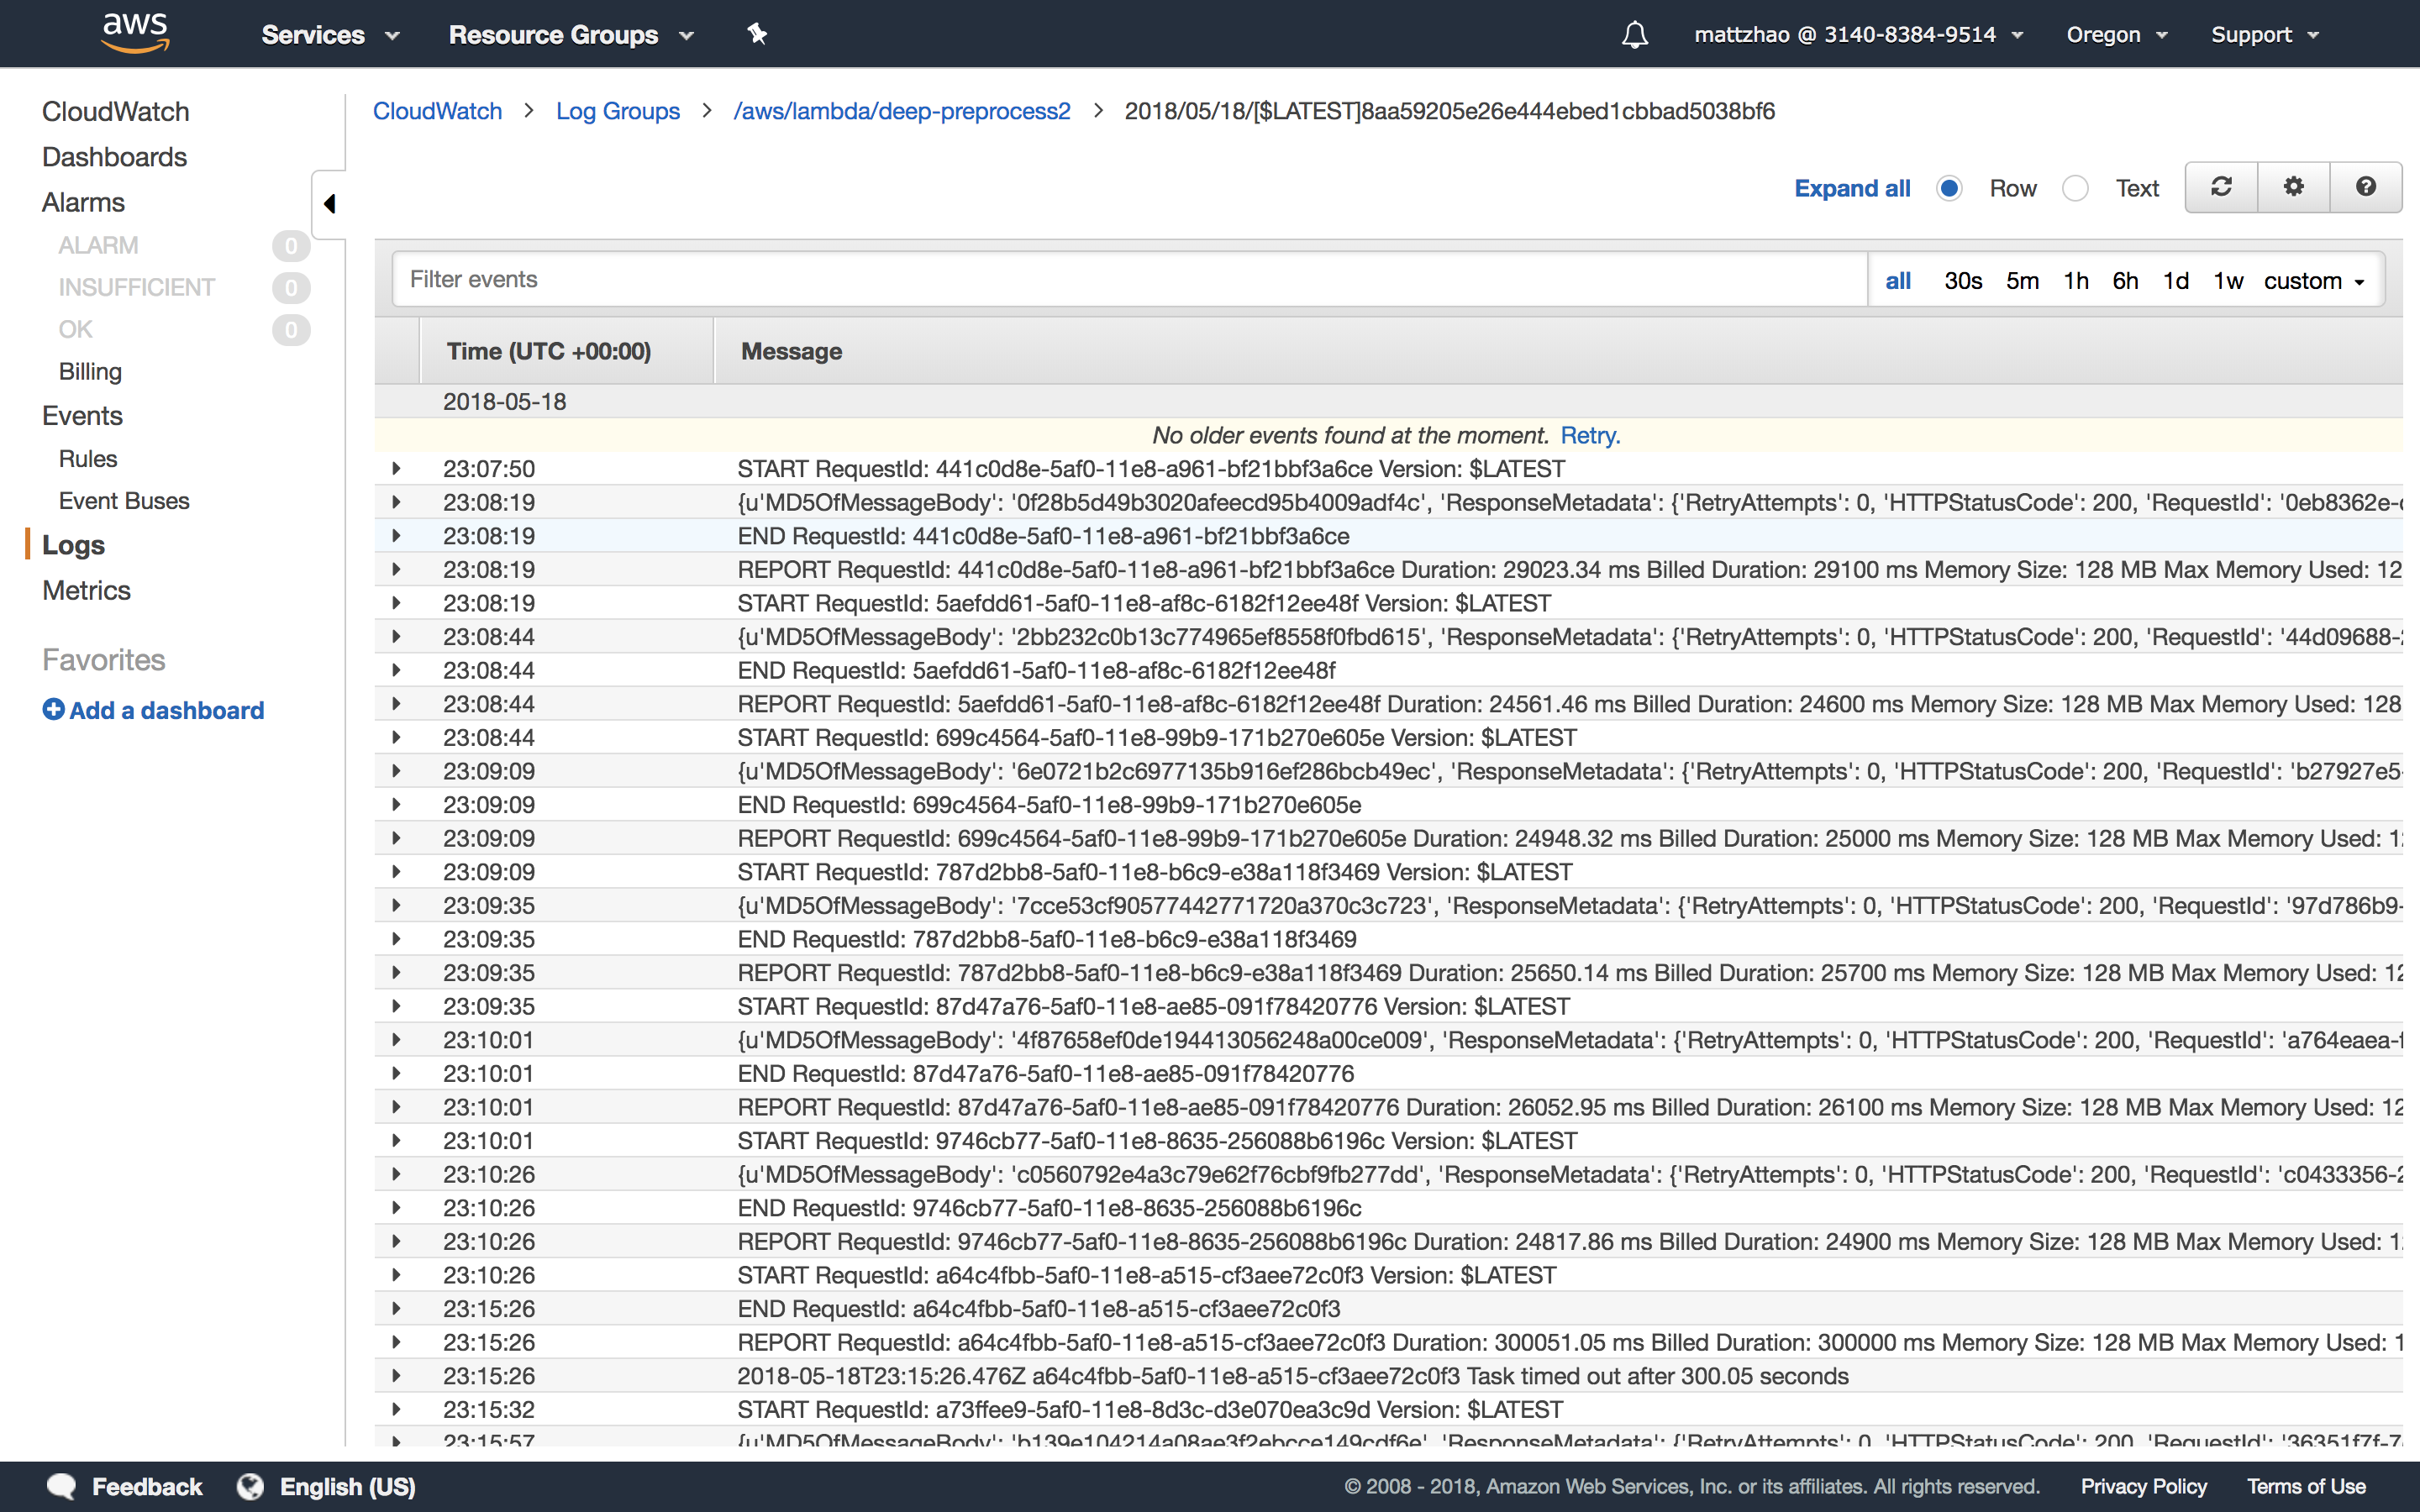 aws Services Resource Groups mattzhao @ 3140-8384-9514 Oregon Support
CloudWatch
Dashboards
Alarms
ALARM 0
INSUFFICIENT 0
OK 0
Billing
Events
Rules
Event Buses
Logs
Metrics
Favorites
Add a dashboard
CloudWatch > Log Groups > /aws/lambda/deep-preprocess2 > 2018/05/18/[$LATEST]8aa59205e26e444ebed1cbbad5038bf6
Expand all Row Text
Filter events all 30s 5m 1h 6h 1d 1w custom
Time (UTC +00:00) Message
2018-05-18
No older events found at the moment. Retry.
23:07:50 START RequestId: 441c0d8e-5af0-11e8-a961-bf21bbf3a6ce Version: $LATEST
23:08:19 {u'MD5OfMessageBody': '0f28b5d49b3020afeecd95b4009adf4c', 'ResponseMetadata': {'RetryAttempts': 0, 'HTTPStatusCode': 200, 'RequestId': '0eb8362e-
23:08:19 END RequestId: 441c0d8e-5af0-11e8-a961-bf21bbf3a6ce
23:08:19 REPORT RequestId: 441c0d8e-5af0-11e8-a961-bf21bbf3a6ce Duration: 29023.34 ms Billed Duration: 29100 ms Memory Size: 128 MB Max Memory Used: 12
23:08:19 START RequestId: 5aefdd61-5af0-11e8-af8c-6182f12ee48f Version: $LATEST
23:08:44 {u'MD5OfMessageBody': '2bb232c0b13c774965ef8558f0fbd615', 'ResponseMetadata': {'RetryAttempts': 0, 'HTTPStatusCode': 200, 'RequestId': '44d09688-
23:08:44 END RequestId: 5aefdd61-5af0-11e8-af8c-6182f12ee48f
23:08:44 REPORT RequestId: 5aefdd61-5af0-11e8-af8c-6182f12ee48f Duration: 24561.46 ms Billed Duration: 24600 ms Memory Size: 128 MB Max Memory Used: 128
23:08:44 START RequestId: 699c4564-5af0-11e8-99b9-171b270e605e Version: $LATEST
23:09:09 {u'MD5OfMessageBody': '6e0721b2c6977135b916ef286bcb49ec', 'ResponseMetadata': {'RetryAttempts': 0, 'HTTPStatusCode': 200, 'RequestId': 'b27927e5-
23:09:09 END RequestId: 699c4564-5af0-11e8-99b9-171b270e605e
23:09:09 REPORT RequestId: 699c4564-5af0-11e8-99b9-171b270e605e Duration: 24948.32 ms Billed Duration: 25000 ms Memory Size: 128 MB Max Memory Used: 1
23:09:09 START RequestId: 787d2bb8-5af0-11e8-b6c9-e38a118f3469 Version: $LATEST
23:09:35 {u'MD5OfMessageBody': '7cce53cf90577442771720a370c3c723', 'ResponseMetadata': {'RetryAttempts': 0, 'HTTPStatusCode': 200, 'RequestId': '97d786b9-
23:09:35 END RequestId: 787d2bb8-5af0-11e8-b6c9-e38a118f3469
23:09:35 REPORT RequestId: 787d2bb8-5af0-11e8-b6c9-e38a118f3469 Duration: 25650.14 ms Billed Duration: 25700 ms Memory Size: 128 MB Max Memory Used: 12
23:09:35 START RequestId: 87d47a76-5af0-11e8-ae85-091f78420776 Version: $LATEST
23:10:01 {u'MD5OfMessageBody': '4f87658ef0de194413056248a00ce009', 'ResponseMetadata': {'RetryAttempts': 0, 'HTTPStatusCode': 200, 'RequestId': 'a764eaea-f
23:10:01 END RequestId: 87d47a76-5af0-11e8-ae85-091f78420776
23:10:01 REPORT RequestId: 87d47a76-5af0-11e8-ae85-091f78420776 Duration: 26052.95 ms Billed Duration: 26100 ms Memory Size: 128 MB Max Memory Used: 12
23:10:01 START RequestId: 9746cb77-5af0-11e8-8635-256088b6196c Version: $LATEST
23:10:26 {u'MD5OfMessageBody': 'c0560792e4a3c79e62f76cbf9fb277dd', 'ResponseMetadata': {'RetryAttempts': 0, 'HTTPStatusCode': 200, 'RequestId': 'c0433356-2
23:10:26 END RequestId: 9746cb77-5af0-11e8-8635-256088b6196c
23:10:26 REPORT RequestId: 9746cb77-5af0-11e8-8635-256088b6196c Duration: 24817.86 ms Billed Duration: 24900 ms Memory Size: 128 MB Max Memory Used: 1
23:10:26 START RequestId: a64c4fbb-5af0-11e8-a515-cf3aee72c0f3 Version: $LATEST
23:15:26 END RequestId: a64c4fbb-5af0-11e8-a515-cf3aee72c0f3
23:15:26 REPORT RequestId: a64c4fbb-5af0-11e8-a515-cf3aee72c0f3 Duration: 300051.05 ms Billed Duration: 300000 ms Memory Size: 128 MB Max Memory Used: 1
23:15:26 2018-05-18T23:15:26.476Z a64c4fbb-5af0-11e8-a515-cf3aee72c0f3 Task timed out after 300.05 seconds
23:15:32 START RequestId: a73ffee9-5af0-11e8-8d3c-d3e070ea3c9d Version: $LATEST
23:15:57 {u'MD5OfMessageBody': 'b139e104214a08ae3f2ebcce149cdf6e', 'ResponseMetadata': {'RetryAttempts': 0, 'HTTPStatusCode': 200, 'RequestId': '36351f7f-7
Feedback English (US) © 2008 - 2018, Amazon Web Services, Inc. or its affiliates. All rights reserved. Privacy Policy Terms of Use